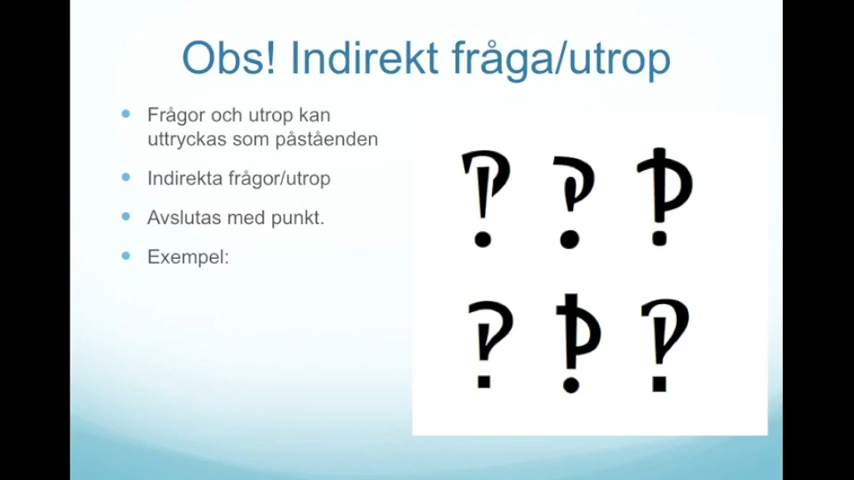 Obs! Indirekt fråga/utrop
Frågor och utrop kan
uttryckas som påståenden
Indirekta frågor/utrop
Avslutas med punkt.
Exempel:
‽ ‽ ‽
‽ ‽ ‽